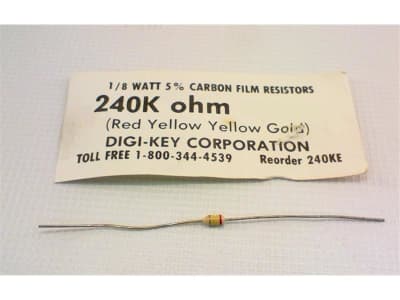 1/8 WATT 5% CARBON FILM RESISTORS
240K ohm
(Red Yellow Yellow Gold)
DIGI-KEY CORPORATION
TOLL FREE 1-800-344-4539 Reorder 240KE